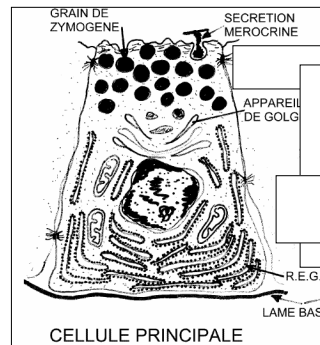 GRAIN DE
ZYMOGENE
SECRETION
MEROCRINE
APPAREIL
DE GOLG
R.E.G.
LAME BAS
CELLULE PRINCIPALE